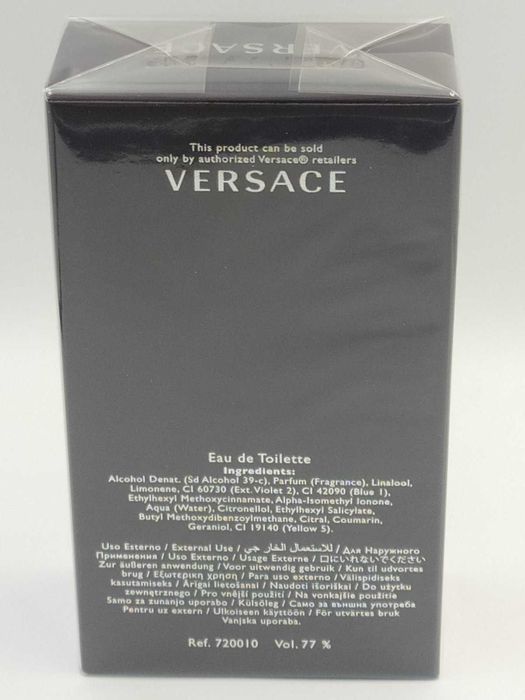 VERSACE
This product can be sold
only by authorized Versace® retailers
VERSACE
Eau de Toilette
Ingredients:
Alcohol Denat. (Sd Alcohol 39-c), Parfum (Fragrance), Linalool,
Limonene, CI 60730 (Ext. Violet 2), CI 42090 (Blue 1),
Ethylhexyl Methoxycinnamate, Alpha-Isomethyl Ionone,
Aqua (Water), Citronellol, Ethylhexyl Salicylate,
Butyl Methoxydibenzoylmethane, Citral, Coumarin,
Geraniol, CI 19140 (Yellow 5).
Uso Esterno / External Use / للاستعمال الخار جي / Для Наружного
Применения / Uso Externo / Usage Externe / 口にいれないでください
Zur äußeren anwendung / Voor uitwendig gebruik / Kun til udvortes
brug / Εξωτερικη χρηση / Para uso externo / Välispidiseks
kasutamiseks / Ārīgai lietošanai / Naudoti išoriškai / Do użytku
zewnętrznego / Pro vnější použití / Na vonkajšie použitie
Samo za zunanjo uporabo / Külsöleg / Само за външна употреба
Pentru uz extern / Ulkoiseen käyttöön / För utvärtes bruk
Vanjska uporaba.
Ref. 720010 Vol. 77 %